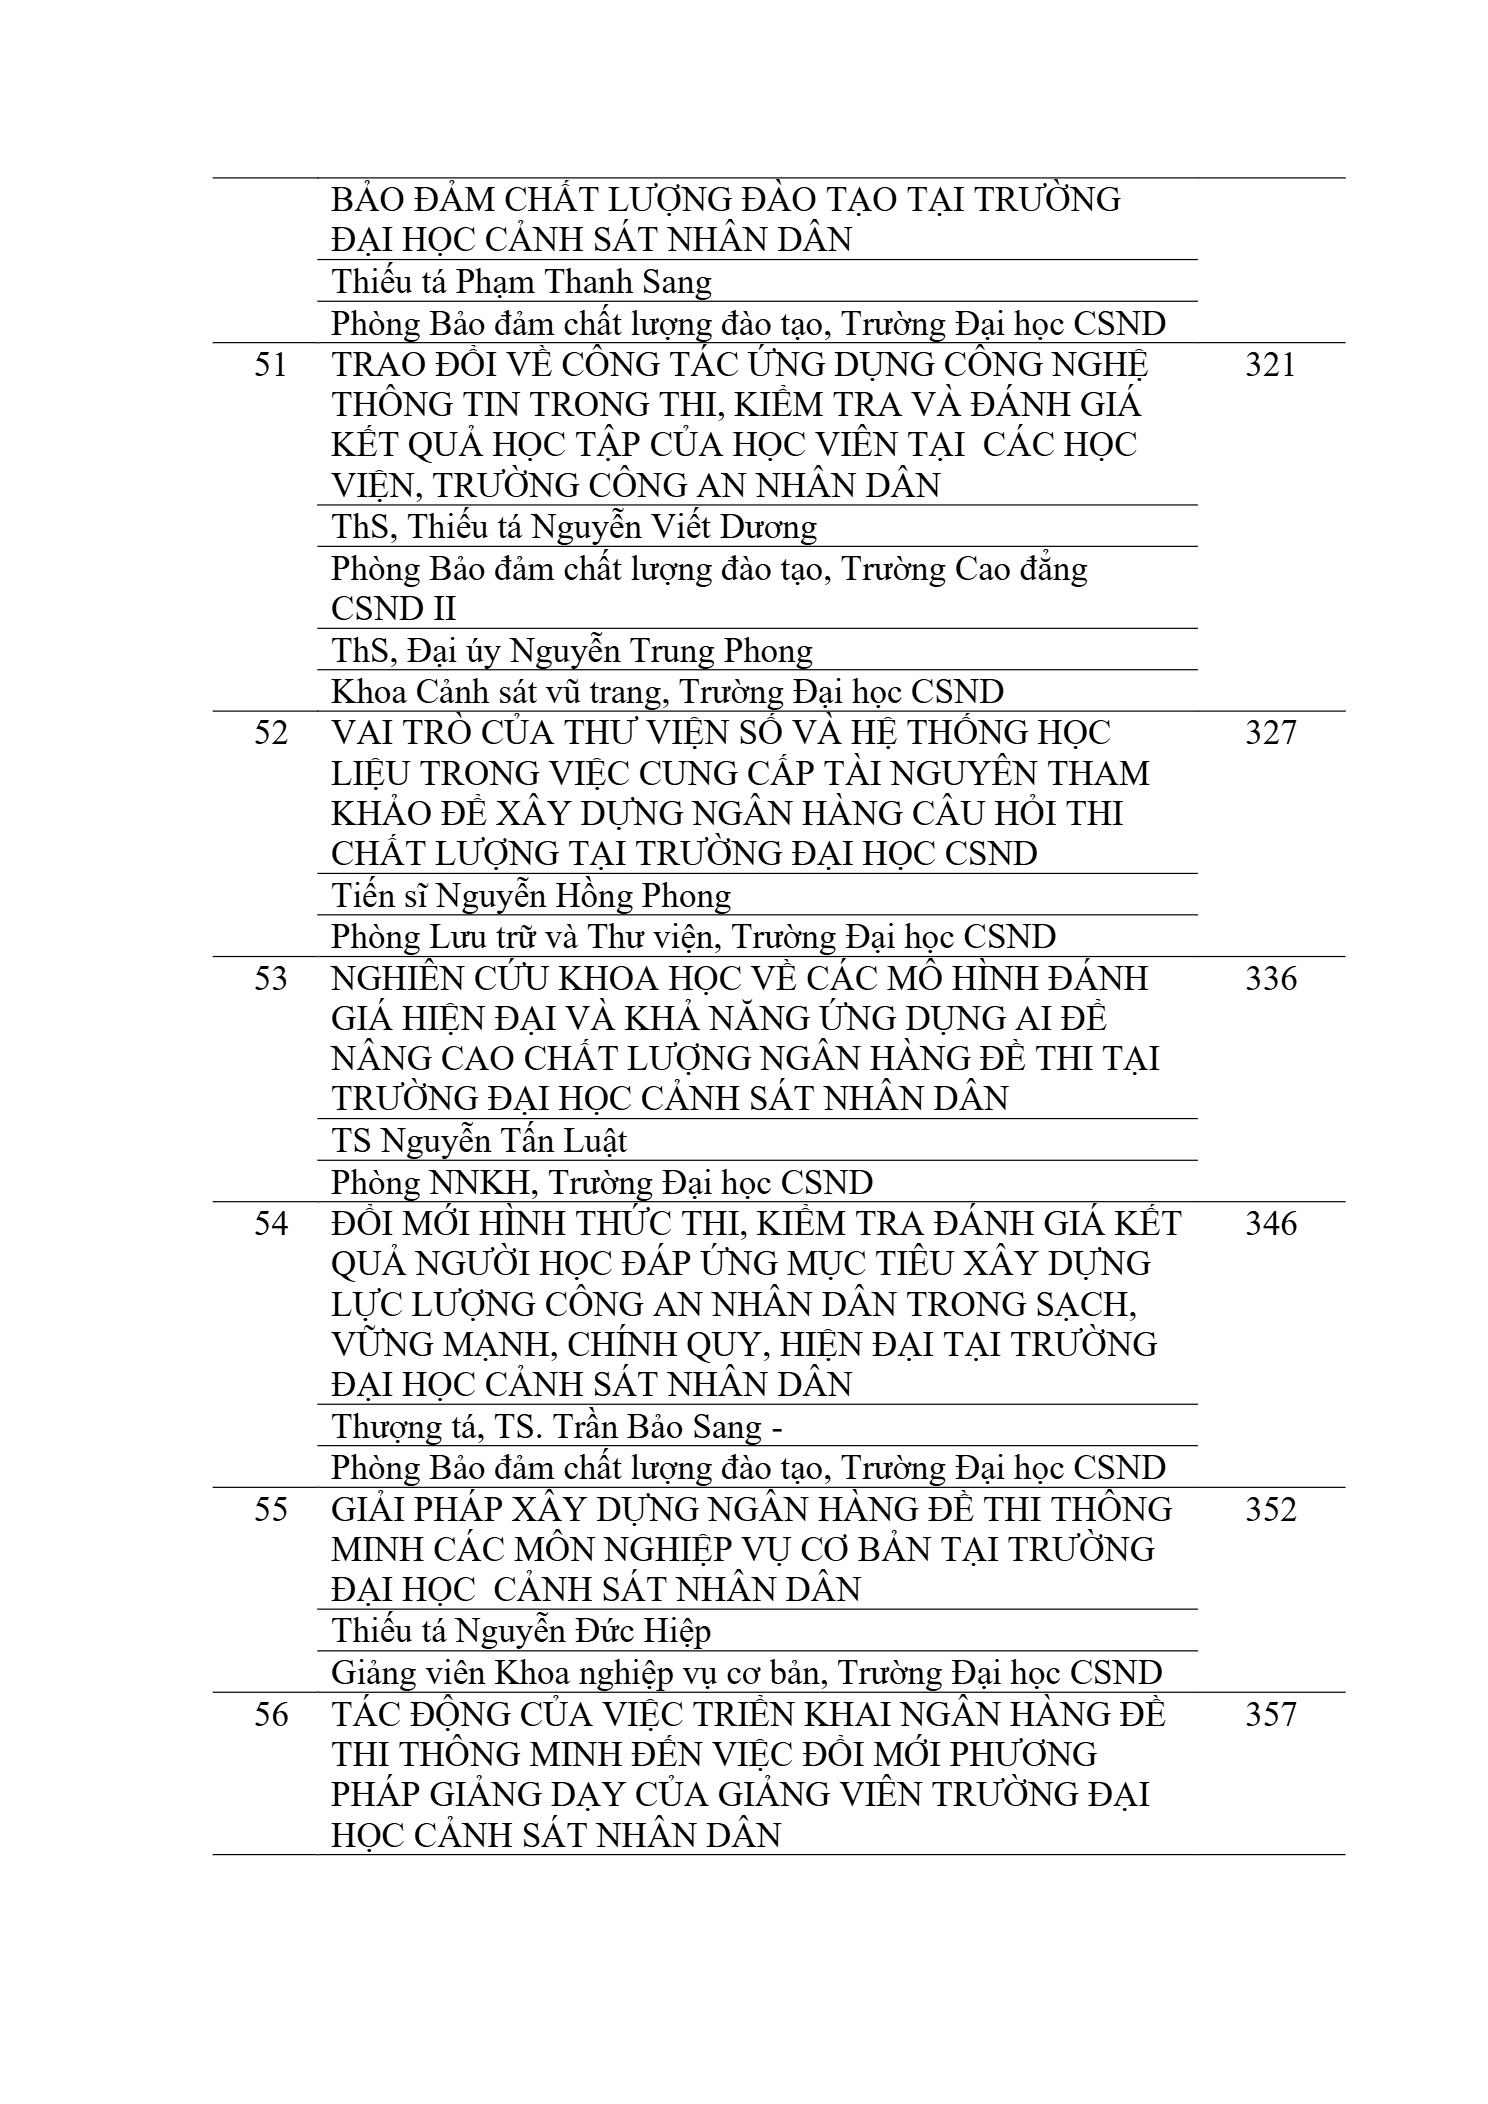 BẢO ĐẢM CHẤT LƯỢNG ĐÀO TẠO TẠI TRƯỜNG
ĐẠI HỌC CẢNH SÁT NHÂN DÂN
Thiếu tá Phạm Thanh Sang
Phòng Bảo đảm chất lượng đào tạo, Trường Đại học CSND
51 TRAO ĐỔI VỀ CÔNG TÁC ỨNG DỤNG CÔNG NGHỆ 321
THÔNG TIN TRONG THI, KIỂM TRA VÀ ĐÁNH GIÁ
KẾT QUẢ HỌC TẬP CỦA HỌC VIÊN TẠI  CÁC HỌC
VIỆN, TRƯỜNG CÔNG AN NHÂN DÂN
ThS, Thiếu tá Nguyễn Viết Dương
Phòng Bảo đảm chất lượng đào tạo, Trường Cao đẳng
CSND II
ThS, Đại úy Nguyễn Trung Phong
Khoa Cảnh sát vũ trang, Trường Đại học CSND
52 VAI TRÒ CỦA THƯ VIỆN SỐ VÀ HỆ THỐNG HỌC 327
LIỆU TRONG VIỆC CUNG CẤP TÀI NGUYÊN THAM
KHẢO ĐỂ XÂY DỰNG NGÂN HÀNG CÂU HỎI THI
CHẤT LƯỢNG TẠI TRƯỜNG ĐẠI HỌC CSND
Tiến sĩ Nguyễn Hồng Phong
Phòng Lưu trữ và Thư viện, Trường Đại học CSND
53 NGHIÊN CỨU KHOA HỌC VỀ CÁC MÔ HÌNH ĐÁNH 336
GIÁ HIỆN ĐẠI VÀ KHẢ NĂNG ỨNG DỤNG AI ĐỂ
NÂNG CAO CHẤT LƯỢNG NGÂN HÀNG ĐỀ THI TẠI
TRƯỜNG ĐẠI HỌC CẢNH SÁT NHÂN DÂN
TS Nguyễn Tấn Luật
Phòng NNKH, Trường Đại học CSND
54 ĐỔI MỚI HÌNH THỨC THI, KIỂM TRA ĐÁNH GIÁ KẾT 346
QUẢ NGƯỜI HỌC ĐÁP ỨNG MỤC TIÊU XÂY DỰNG
LỰC LƯỢNG CÔNG AN NHÂN DÂN TRONG SẠCH,
VỮNG MẠNH, CHÍNH QUY, HIỆN ĐẠI TẠI TRƯỜNG
ĐẠI HỌC CẢNH SÁT NHÂN DÂN
Thượng tá, TS. Trần Bảo Sang -
Phòng Bảo đảm chất lượng đào tạo, Trường Đại học CSND
55 GIẢI PHÁP XÂY DỰNG NGÂN HÀNG ĐỀ THI THÔNG 352
MINH CÁC MÔN NGHIỆP VỤ CƠ BẢN TẠI TRƯỜNG
ĐẠI HỌC  CẢNH SÁT NHÂN DÂN
Thiếu tá Nguyễn Đức Hiệp
Giảng viên Khoa nghiệp vụ cơ bản, Trường Đại học CSND
56 TÁC ĐỘNG CỦA VIỆC TRIỂN KHAI NGÂN HÀNG ĐỀ 357
THI THÔNG MINH ĐẾN VIỆC ĐỔI MỚI PHƯƠNG
PHÁP GIẢNG DẠY CỦA GIẢNG VIÊN TRƯỜNG ĐẠI
HỌC CẢNH SÁT NHÂN DÂN